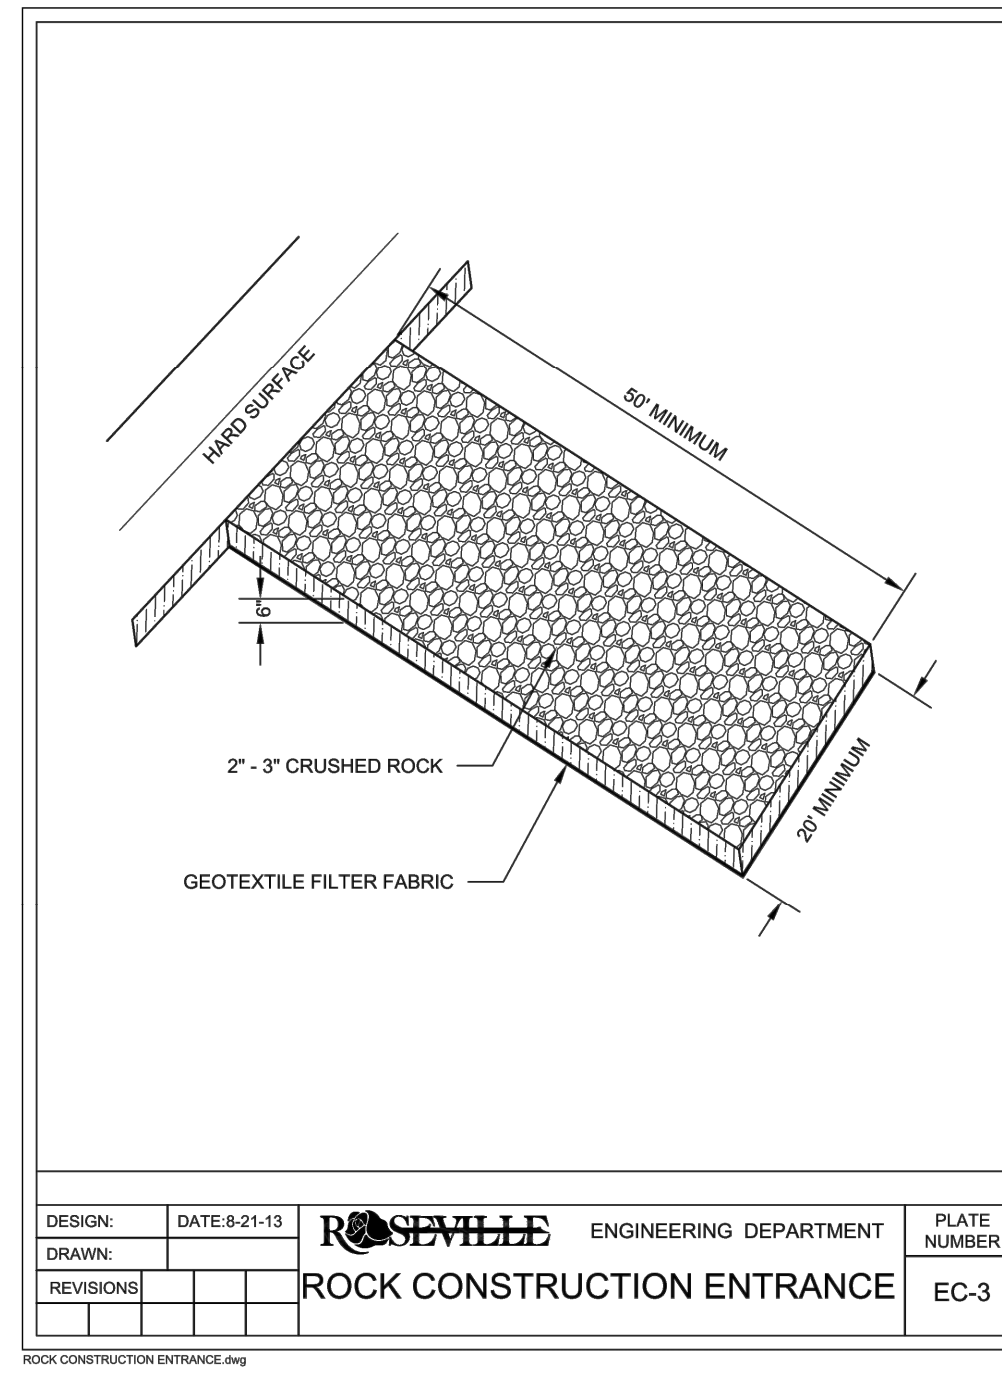 HARD SURFACE
50' MINIMUM
6"
2" - 3" CRUSHED ROCK
20' MINIMUM
GEOTEXTILE FILTER FABRIC
DESIGN:
DATE:8-21-13
DRAWN:
REVISIONS
ROSEVILLE
ENGINEERING DEPARTMENT
ROCK CONSTRUCTION ENTRANCE
PLATE
NUMBER
EC-3
ROCK CONSTRUCTION ENTRANCE.dwg